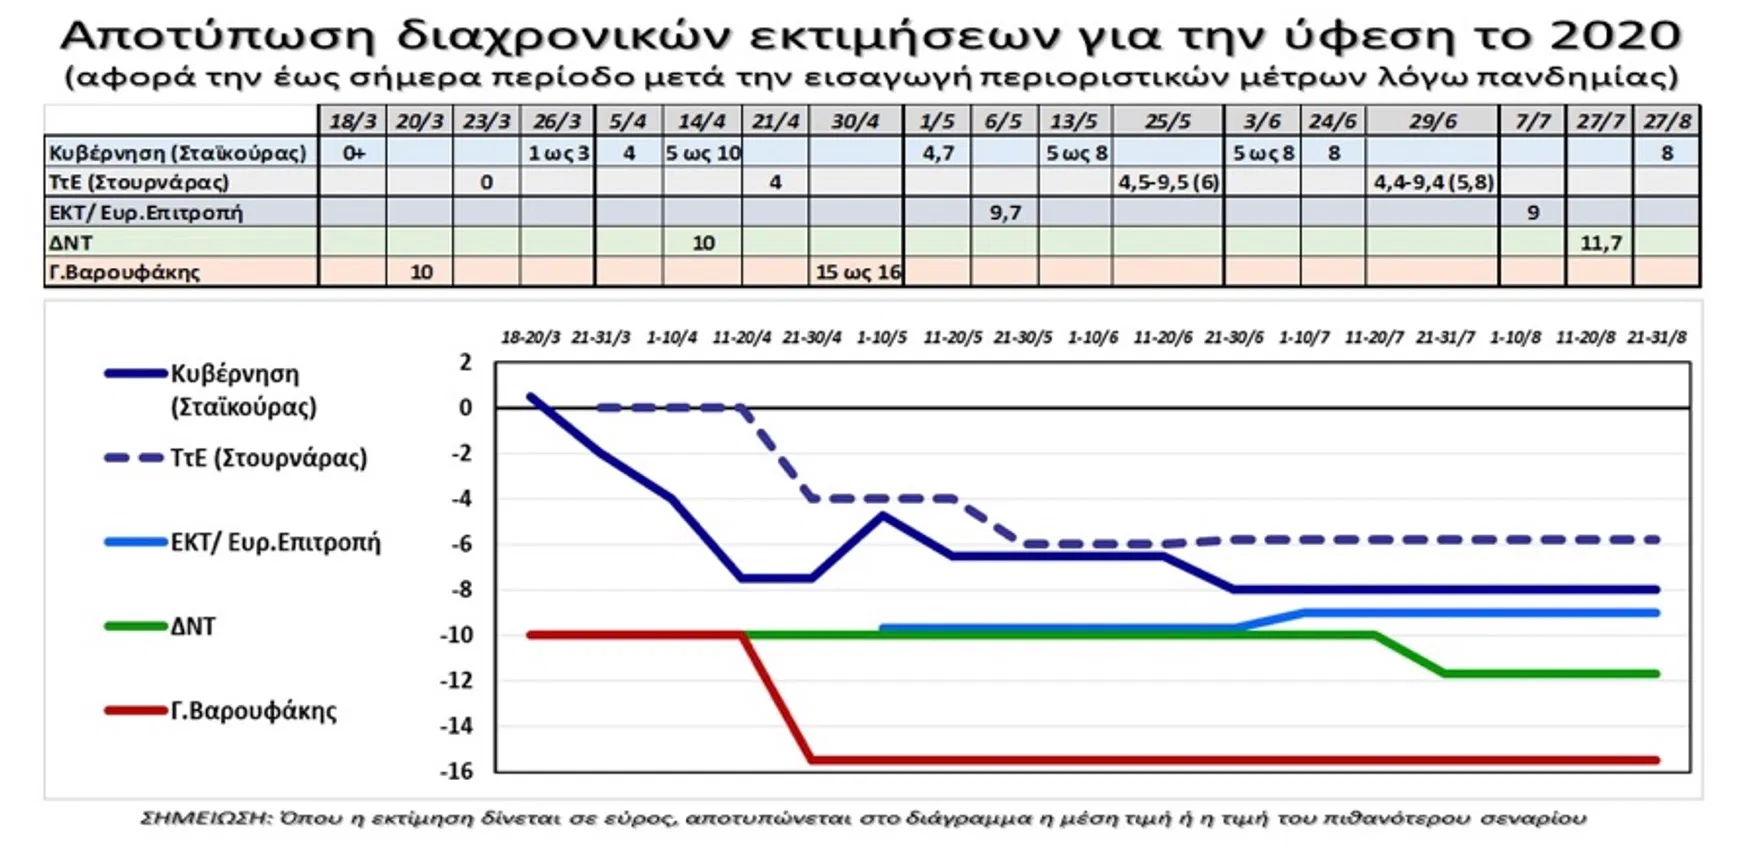 Αποτύπωση διαχρονικών εκτιμήσεων για την ύφεση το 2020
(αφορά την έως σήμερα περίοδο μετά την εισαγωγή περιοριστικών μέτρων λόγω πανδημίας)
18/3 20/3 23/3 26/3 5/4 14/4 21/4 30/4 1/5 6/5 13/5 25/5 3/6 24/6 29/6 7/7 27/7 27/8
Κυβέρνηση (Σταϊκούρας) 0+ 1 ως 3 4 5 ως 10 4,7 5 ως 8 5 ως 8 8 8
ΤτΕ (Στουρνάρας) 0 4 4,5-9,5 (6) 4,4-9,4 (5,8)
ΕΚΤ/ Ευρ.Επιτροπή 9,7 9
ΔΝΤ 10 11,7
Γ.Βαρουφάκης 10 15 ως 16
18-20/3 21-31/3 1-10/4 11-20/4 21-30/4 1-10/5 11-20/5 21-30/5 1-10/6 11-20/6 21-30/6 1-10/7 11-20/7 21-31/7 1-10/8 11-20/8 21-31/8
Κυβέρνηση
(Σταϊκούρας)
ΤτΕ (Στουρνάρας)
ΕΚΤ/ Ευρ.Επιτροπή
ΔΝΤ
Γ.Βαρουφάκης
2
0
-2
-4
-6
-8
-10
-12
-14
-16
ΣΗΜΕΙΩΣΗ: Όπου η εκτίμηση δίνεται σε εύρος, αποτυπώνεται στο διάγραμμα η μέση τιμή ή η τιμή του πιθανότερου σεναρίου